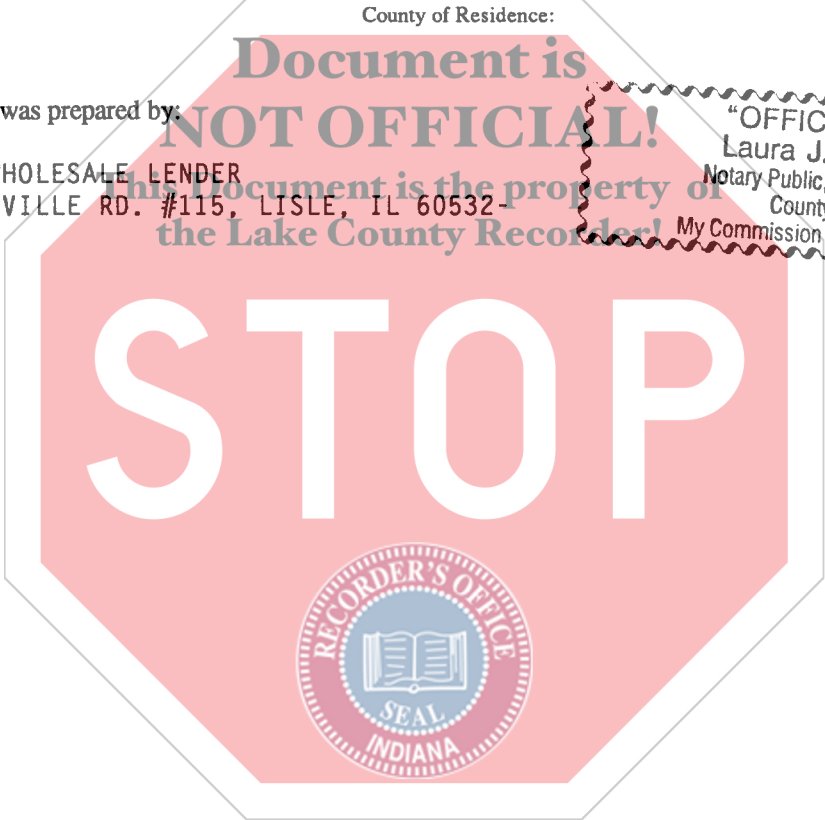 County of Residence:
Document is
was prepared by:
NOT OFFICIAL!
"OFFIC
Laura J.
HOLESALE LENDER
This Document is the property of
Notary Public,
VILLE RD. #115, LISLE, IL 60532-
County
the Lake County Recorder!
My Commission
STOP
RECORDER'S OFFICE
SEAL
INDIANA